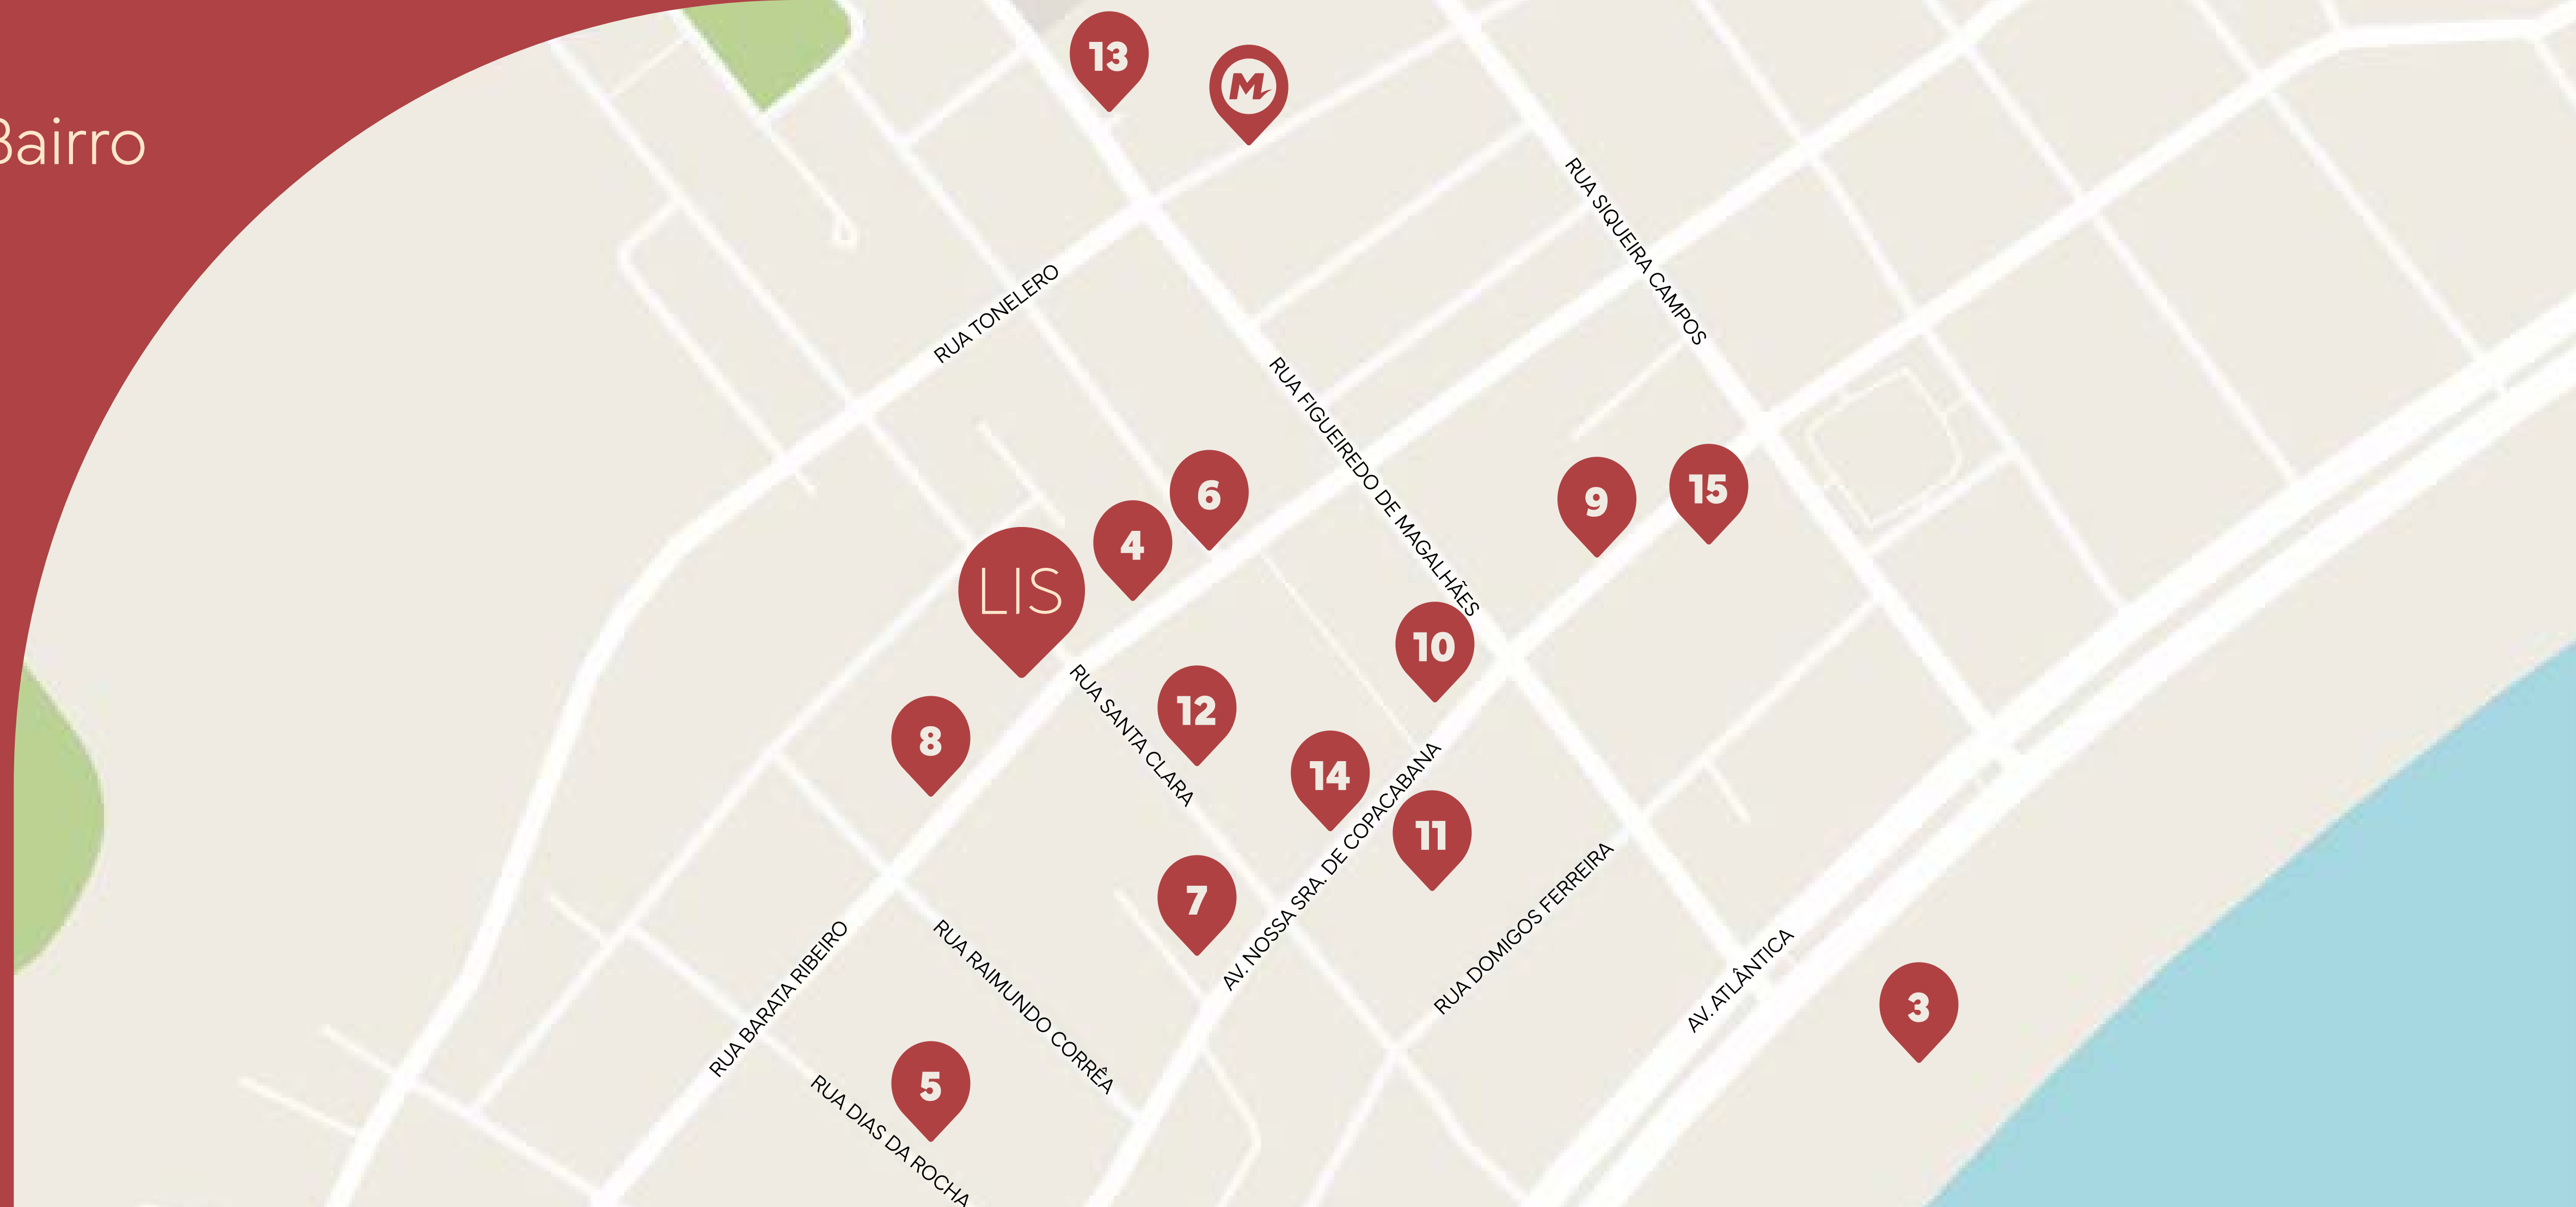 Bairro
13
M
RUA SIQUEIRA CAMPOS
RUA TONELERO
RUA FIGUEIREDO DE MAGALHÃES
6
9
15
4
LIS
10
RUA SANTA CLARA
12
8
14
AV. NOSSA SRA. DE COPACABANA
11
7
RUA DOMIGOS FERREIRA
RUA BARATA RIBEIRO
RUA RAIMUNDO CORRÊA
AV. ATLÂNTICA
3
5
RUA DIAS DA ROCHA